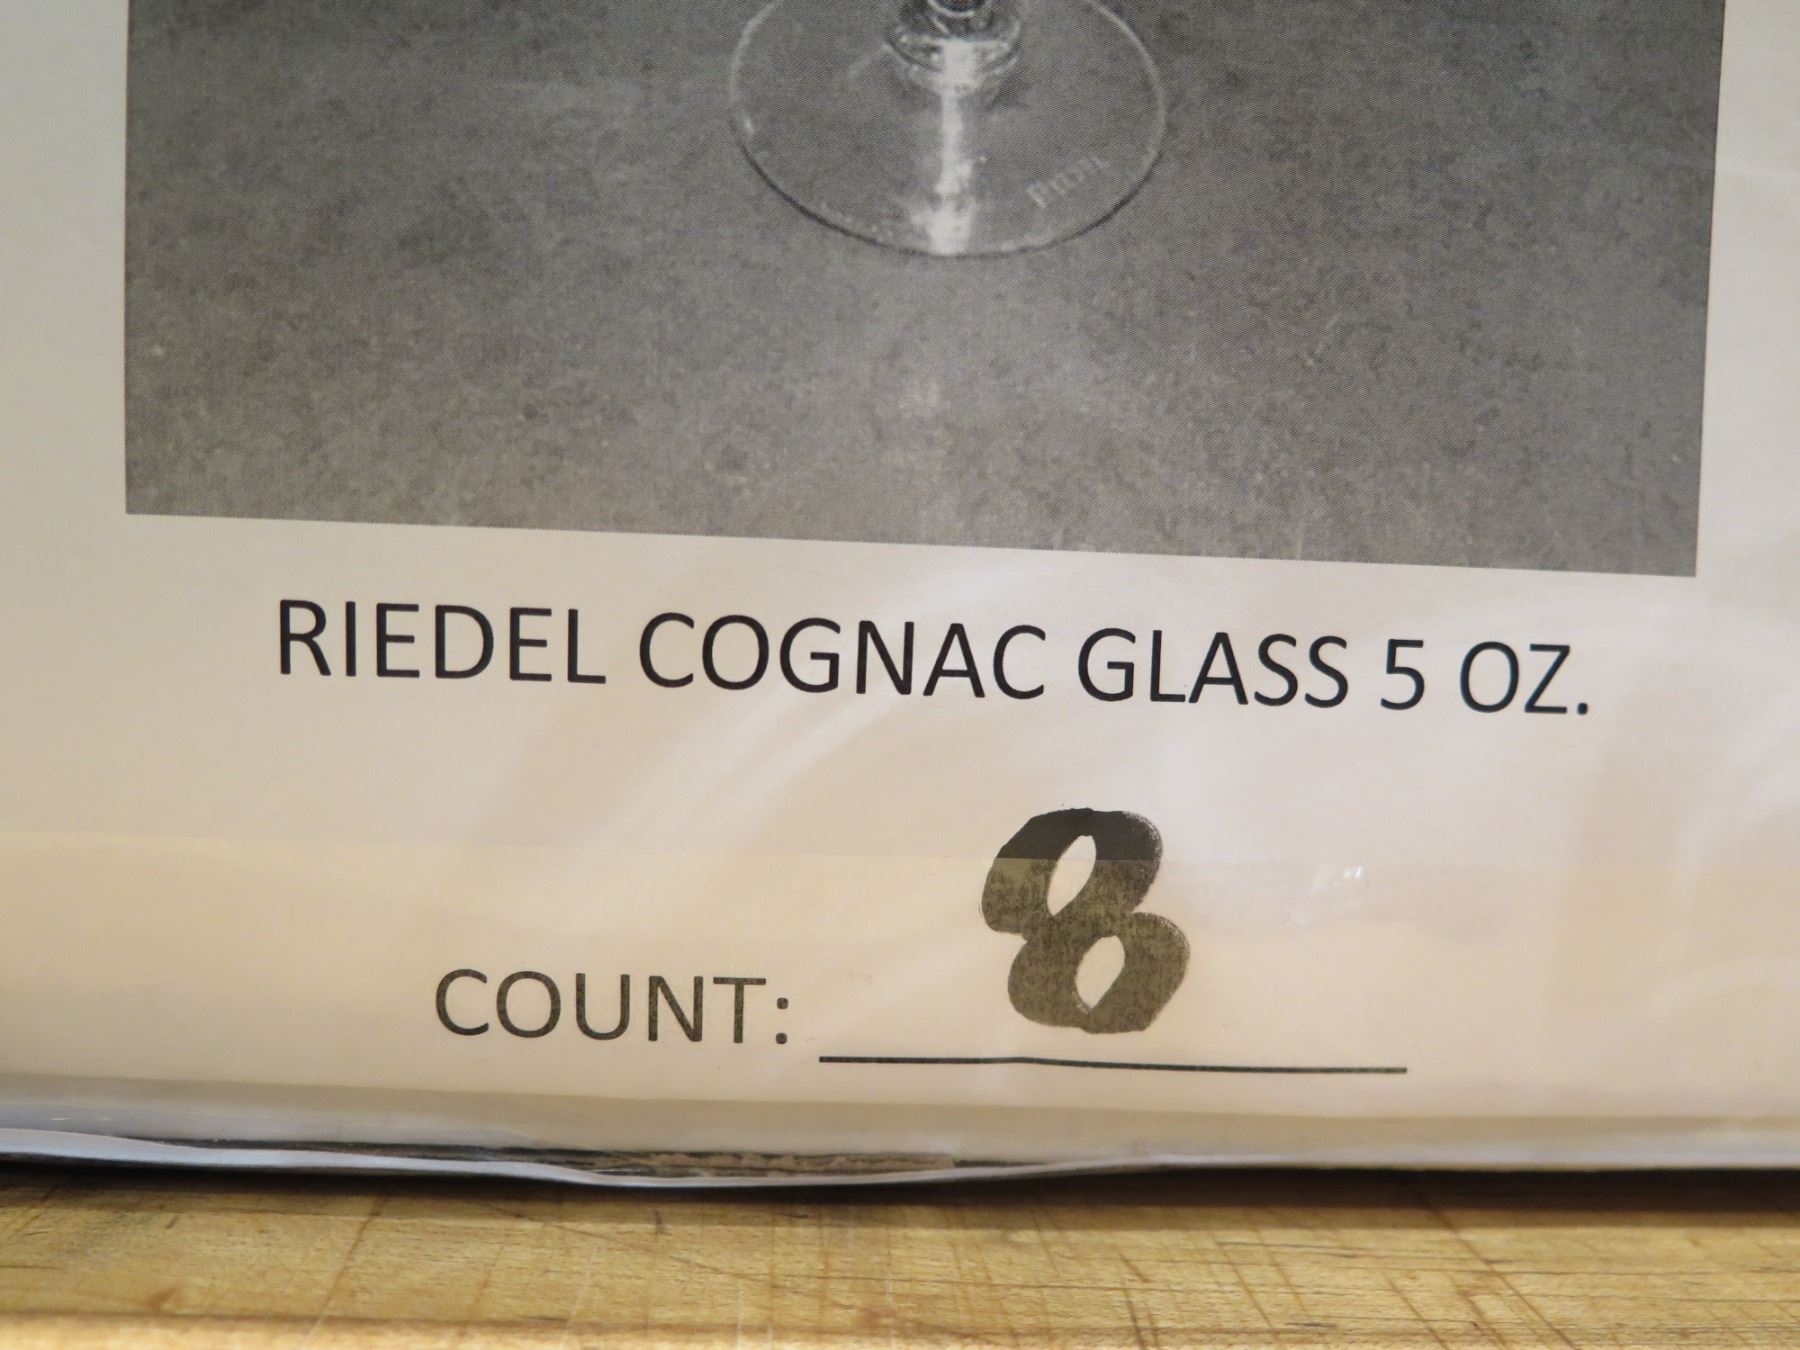 RIEDEL COGNAC GLASS 5 OZ.
COUNT: 8